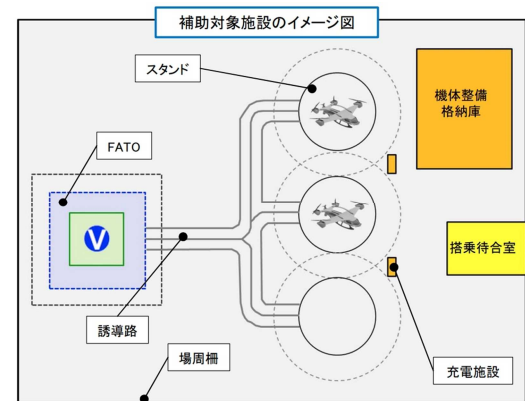 補助対象施設のイメージ図
スタンド
機体整備
格納庫
FATO
V
搭乗待合室
誘導路
場周柵
充電施設